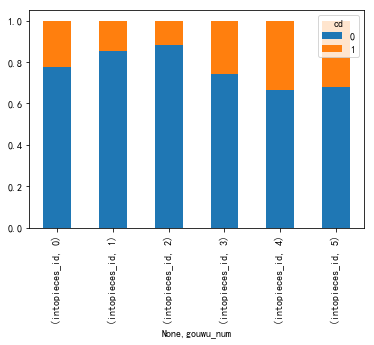 cd
0
1
1.0
0.8
0.6
0.4
0.2
0.0
(intopieces_id, 0)
(intopieces_id, 1)
(intopieces_id, 2)
(intopieces_id, 3)
(intopieces_id, 4)
(intopieces_id, 5)
None,gouwu_num